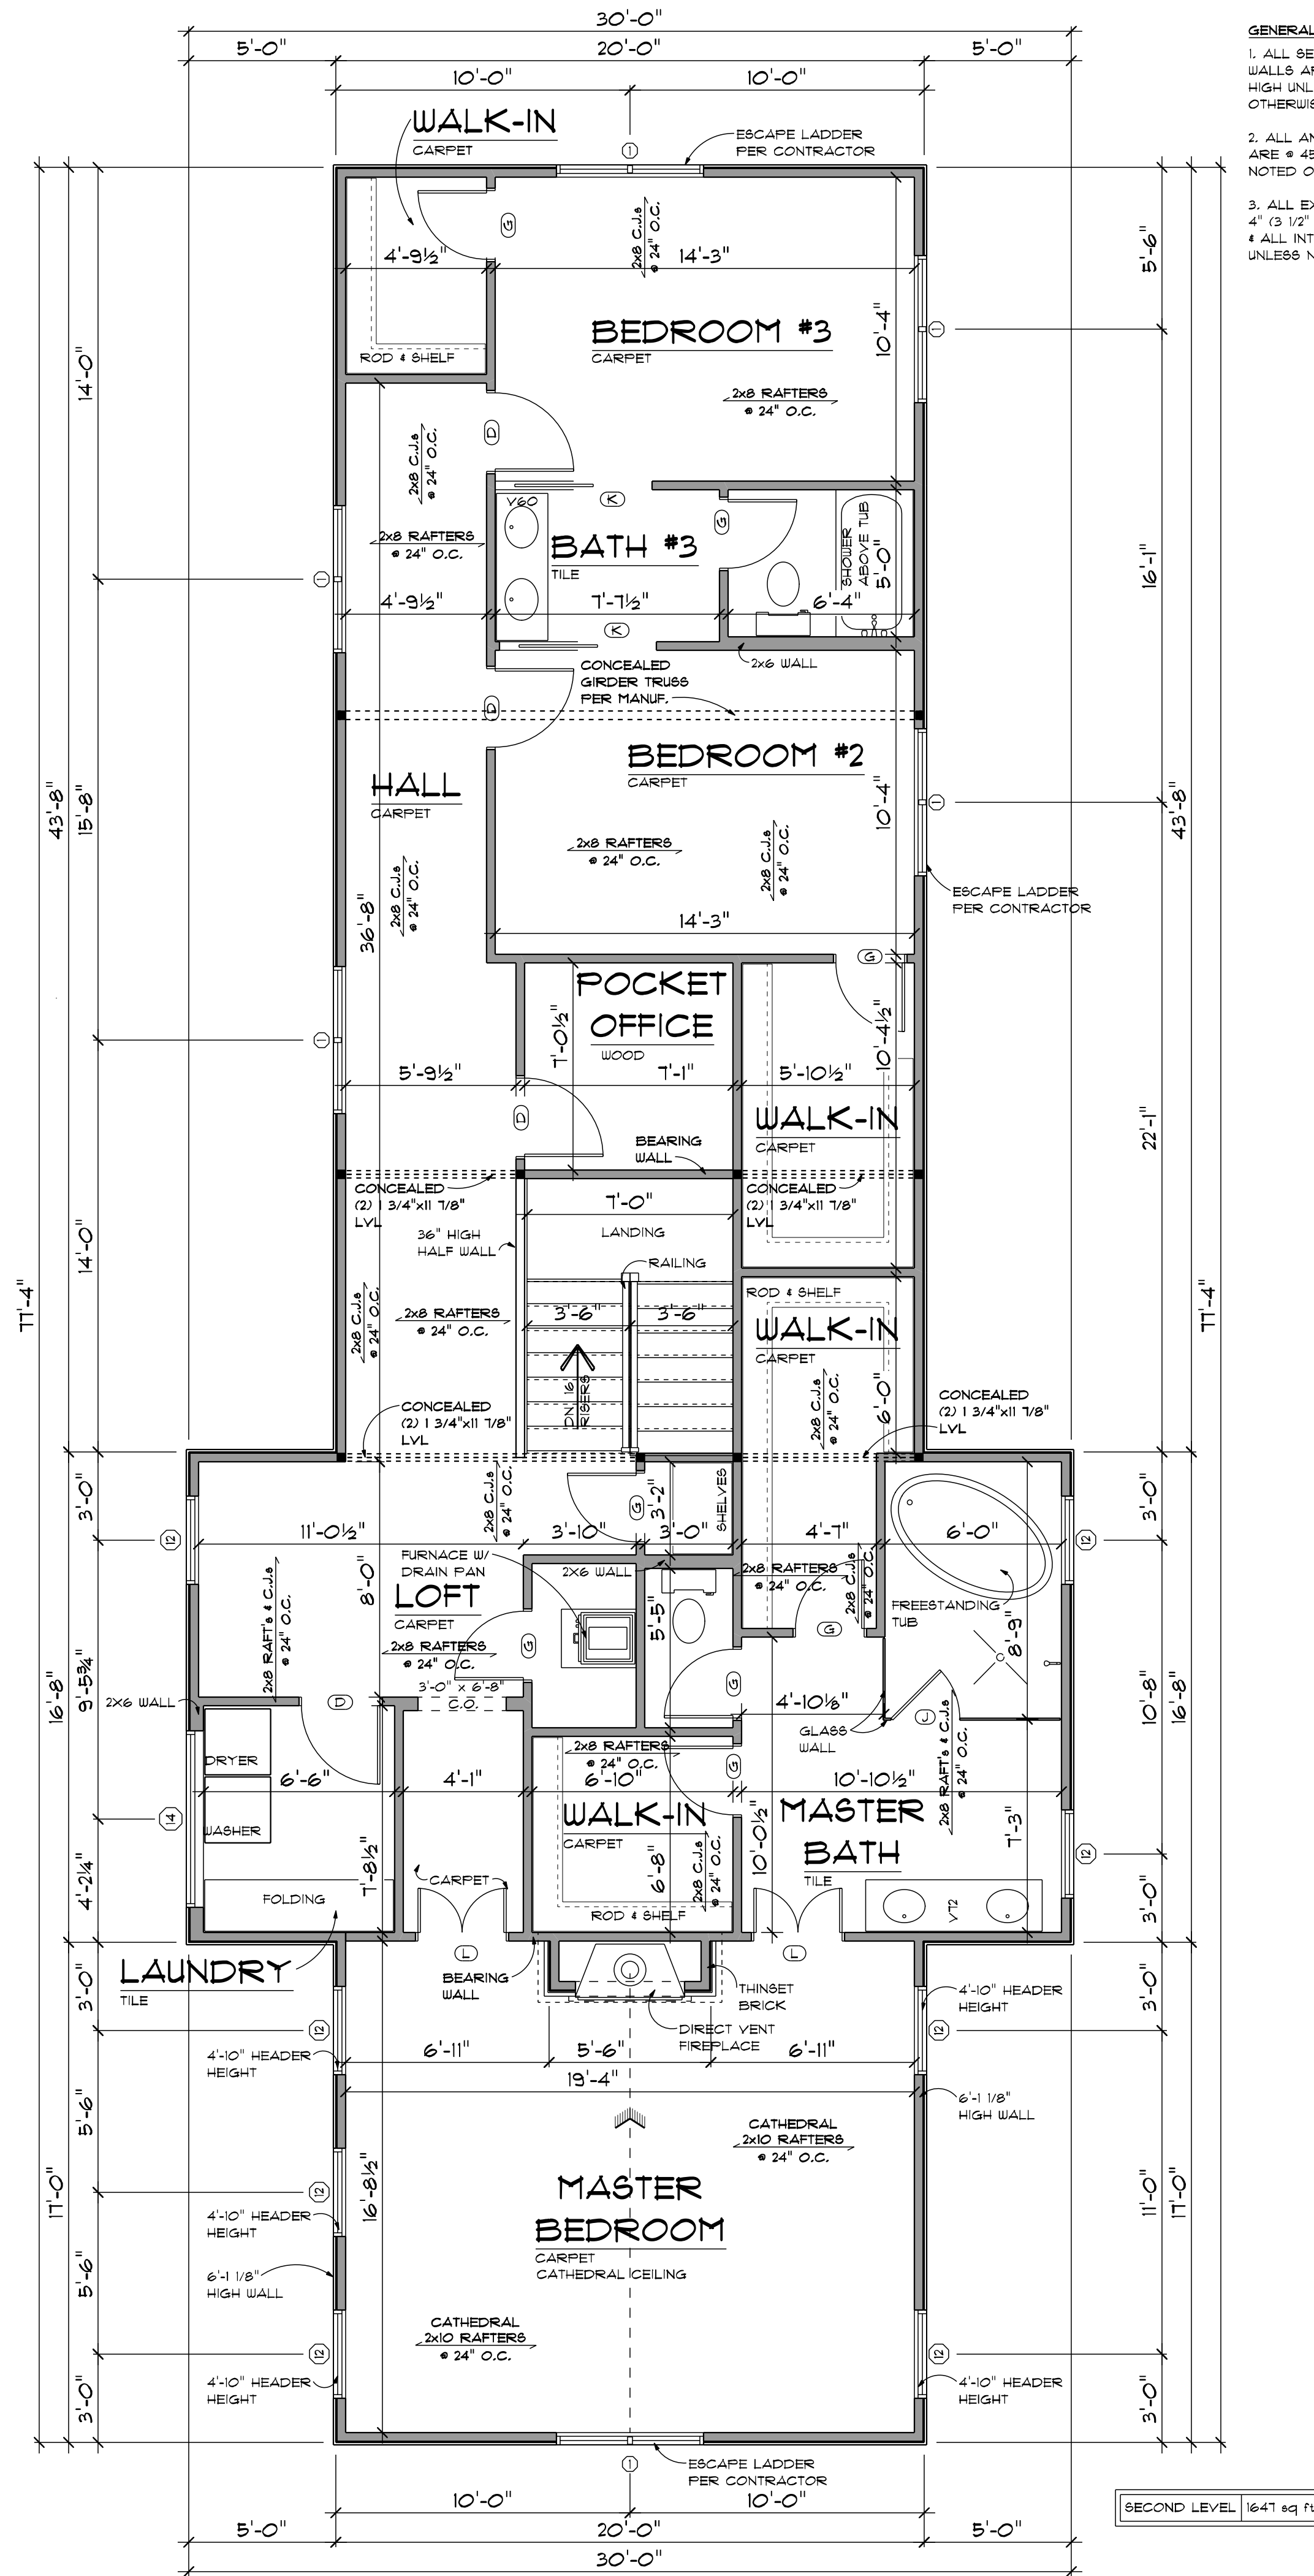 30'-0"
5'-0"
20'-0"
5'-0"
10'-0"
10'-0"
GENERAL
1. ALL SE
WALLS AR
HIGH UNL
OTHERWIS
2. ALL AN
ARE @ 45
NOTED O
3. ALL EX
4" (3 1/2"
& ALL INT
UNLESS N
WALK-IN
CARPET
ESCAPE LADDER
PER CONTRACTOR
1
G
2x8 C.J.s
@ 24" O.C.
4'-9½"
14'-3"
5'-6"
BEDROOM #3
CARPET
10'-4"
1
ROD & SHELF
14'-0"
2x8 RAFTERS
@ 24" O.C.
D
2x8 C.J.s
@ 24" O.C.
V60
K
G
SHOWER
ABOVE TUB
5'-0"
2x8 RAFTERS
@ 24" O.C.
BATH #3
TILE
1
16'-1"
4'-9½"
7'-7½"
6'-4"
K
CONCEALED
GIRDER TRUSS
PER MANUF.
2x6 WALL
D
BEDROOM #2
CARPET
HALL
CARPET
10'-4"
1
43'-8"
15'-8"
43'-8"
2x8 RAFTERS
@ 24" O.C.
2x8 C.J.s
@ 24" O.C.
2x8 C.J.s
@ 24" O.C.
ESCAPE LADDER
PER CONTRACTOR
36'-8"
14'-3"
G
POCKET
OFFICE
WOOD
7'-0½"
10'-4½"
1
5'-9½"
7'-1"
5'-10½"
D
WALK-IN
CARPET
22'-1"
BEARING
WALL
CONCEALED
(2) 1 3/4"x11 7/8"
LVL
CONCEALED
(2) 1 3/4"x11 7/8"
LVL
7'-0"
LANDING
36" HIGH
HALF WALL
RAILING
14'-0"
77'-4"
77'-4"
ROD & SHELF
2x8 C.J.s
@ 24" O.C.
2x8 RAFTERS
@ 24" O.C.
3'-6"
3'-6"
WALK-IN
CARPET
DN 16
RISERS
2x8 C.J.s
@ 24" O.C.
6'-0"
CONCEALED
(2) 1 3/4"x11 7/8"
LVL
CONCEALED
(2) 1 3/4"x11 7/8"
LVL
3'-0"
2x8 C.J.s
@ 24" O.C.
G
3'-2"
SHELVES
3'-0"
12
11'-0½"
3'-10"
3'-0"
4'-7"
6'-0"
12
FURNACE W/
DRAIN PAN
2X6 WALL
2x8 RAFTERS
@ 24" O.C.
2x8 C.J.s
@ 24" O.C.
8'-0"
LOFT
CARPET
2x8 RAFT's & C.J.s
@ 24" O.C.
5'-5"
FREESTANDING
TUB
G
8'-9"
2x8 RAFTERS
@ 24" O.C.
G
3'-0" x 6'-8"
C.O.
G
16'-8"
9'-5¾"
2X6 WALL
D
4'-10⅛"
GLASS
WALL
J
10'-8"
16'-8"
DRYER
2x8 RAFTERS
@ 24" O.C.
G
2x8 RAFT's & C.J.s
@ 24" O.C.
6'-6"
4'-1"
6'-10"
10'-10½"
14
WASHER
WALK-IN
CARPET
MASTER
BATH
TILE
7'-3"
12
4'-2¼"
7'-8½"
CARPET
6'-8"
2x8 C.J.s
@ 24" O.C.
10'-0½"
FOLDING
ROD & SHELF
V72
3'-0"
L
L
LAUNDRY
TILE
BEARING
WALL
THINSET
BRICK
4'-10" HEADER
HEIGHT
3'-0"
3'-0"
12
DIRECT VENT
FIREPLACE
12
4'-10" HEADER
HEIGHT
6'-11"
5'-6"
6'-11"
19'-4"
6'-1 1/8"
HIGH WALL
5'-6"
CATHEDRAL
2x10 RAFTERS
@ 24" O.C.
17'-0"
16'-8½"
MASTER
BEDROOM
CARPET
CATHEDRAL CEILING
12
11'-0"
17'-0"
4'-10" HEADER
HEIGHT
6'-1 1/8"
HIGH WALL
5'-6"
CATHEDRAL
2x10 RAFTERS
@ 24" O.C.
12
12
4'-10" HEADER
HEIGHT
4'-10" HEADER
HEIGHT
3'-0"
3'-0"
1
ESCAPE LADDER
PER CONTRACTOR
10'-0"
10'-0"
SECOND LEVEL 1647 sq ft
5'-0"
20'-0"
5'-0"
30'-0"